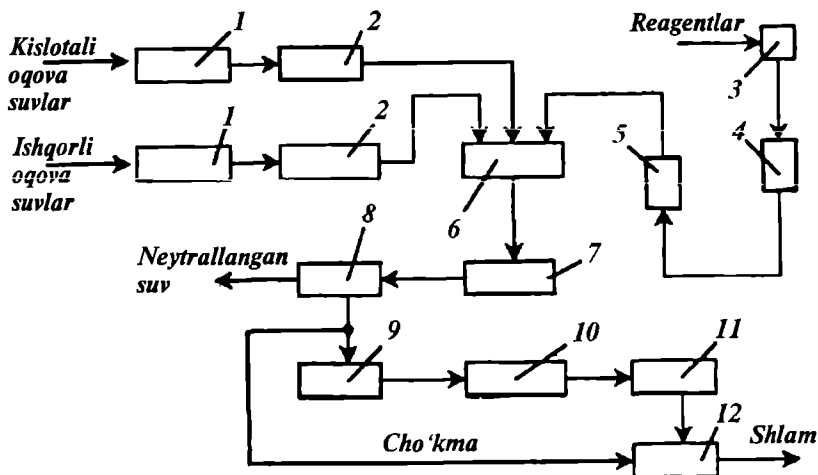 1
2
Reagentlar
Kislotali
oqova
suvlar
3
1
2
5
4
Ishqorli
oqova
suvlar
6
8
Neytrallangan
suv
7
9
10
11
12
Cho‘kma
Shlam